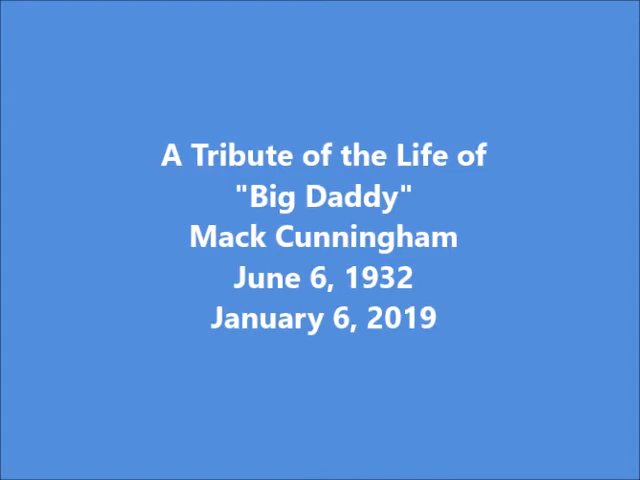 A Tribute of the Life of
"Big Daddy"
Mack Cunningham
June 6, 1932
January 6, 2019